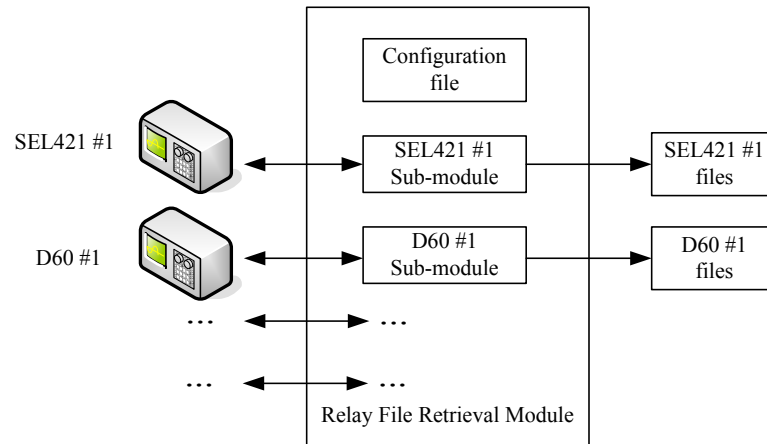 Configuration
file
SEL421 #1
SEL421 #1
Sub-module
SEL421 #1
files
D60 #1
D60 #1
Sub-module
D60 #1
files
...
...
...
...
Relay File Retrieval Module